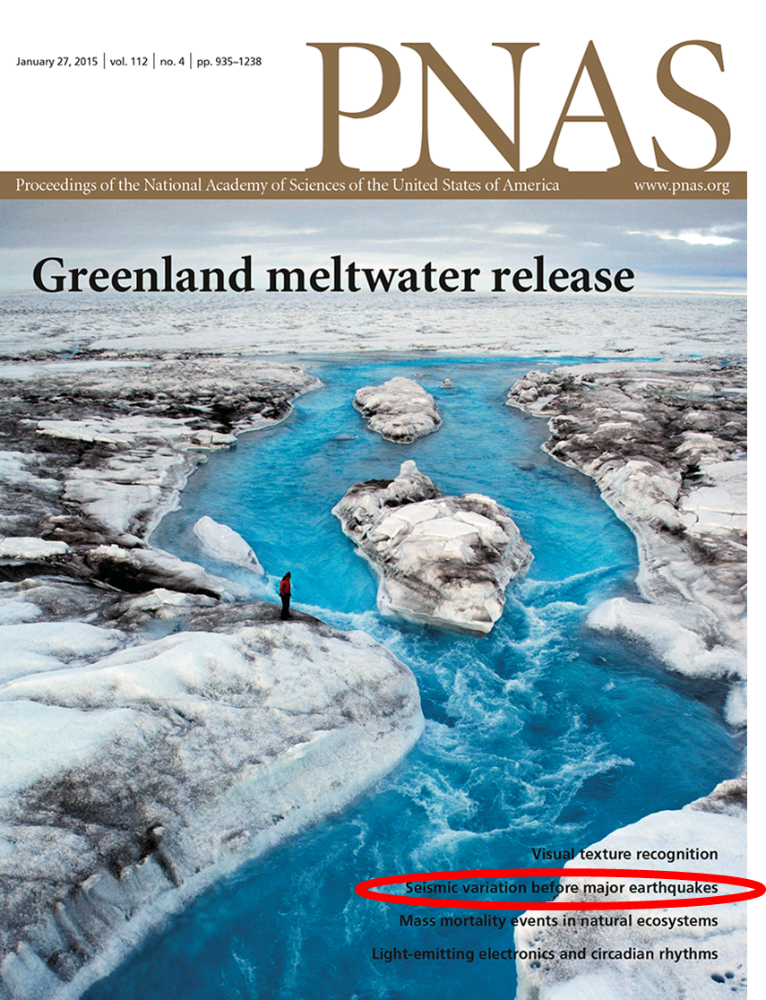 January 27, 2015 | vol. 112 | no. 4 | pp. 935–1238
PNAS
Proceedings of the National Academy of Sciences of the United States of America www.pnas.org
Greenland meltwater release
Visual texture recognition
Seismic variation before major earthquakes
Mass mortality events in natural ecosystems
Light-emitting electronics and circadian rhythms